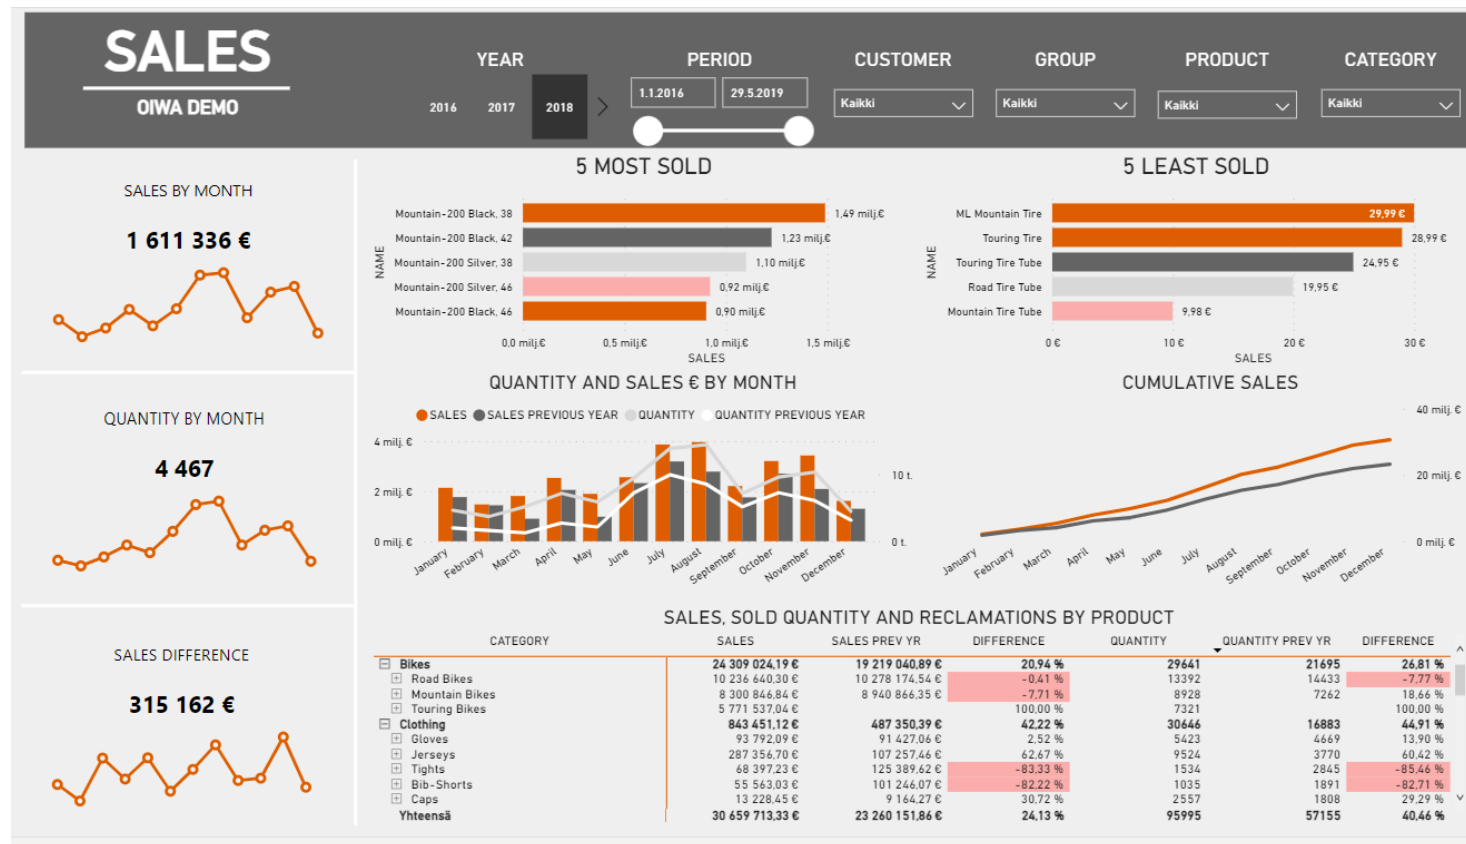 SALES
OIWA DEMO
YEAR
2016 2017 2018
PERIOD
1.1.2016 29.5.2019
CUSTOMER
Kaikki
GROUP
Kaikki
PRODUCT
Kaikki
CATEGORY
Kaikki
SALES BY MONTH
1 611 336 €
QUANTITY BY MONTH
4 467
SALES DIFFERENCE
315 162 €
5 MOST SOLD
NAME
Mountain-200 Black, 38 1,49 milj.€
Mountain-200 Black, 42 1,23 milj.€
Mountain-200 Silver, 38 1,10 milj.€
Mountain-200 Silver, 46 0,92 milj.€
Mountain-200 Black, 46 0,90 milj.€
0,0 milj.€ 0,5 milj.€ 1,0 milj.€ 1,5 milj.€
SALES
5 LEAST SOLD
NAME
ML Mountain Tire 29,99 €
Touring Tire 28,99 €
Touring Tire Tube 24,95 €
Road Tire Tube 19,95 €
Mountain Tire Tube 9,98 €
0 € 10 € 20 € 30 €
SALES
QUANTITY AND SALES € BY MONTH
SALES SALES PREVIOUS YEAR QUANTITY QUANTITY PREVIOUS YEAR
4 milj. €
2 milj. € 10 t.
0 milj. € 0 t.
January February March April May June July August September October November December
CUMULATIVE SALES
40 milj. €
20 milj. €
0 milj. €
January February March April May June July August September October November December
SALES, SOLD QUANTITY AND RECLAMATIONS BY PRODUCT
CATEGORY SALES SALES PREV YR DIFFERENCE QUANTITY QUANTITY PREV YR DIFFERENCE
Bikes 24 309 024,19 € 19 219 040,89 € 20,94 % 29641 21695 26,81 %
Road Bikes 10 236 640,30 € 10 278 174,54 € -0,41 % 13392 14433 -7,77 %
Mountain Bikes 8 300 846,84 € 8 940 866,35 € -7,71 % 8928 7262 18,66 %
Touring Bikes 5 771 537,04 € 100,00 % 7321 100,00 %
Clothing 843 451,12 € 487 350,39 € 42,22 % 30646 16883 44,91 %
Gloves 93 792,09 € 91 427,06 € 2,52 % 5423 4669 13,90 %
Jerseys 287 356,70 € 107 257,46 € 62,67 % 9524 3770 60,42 %
Tights 68 397,23 € 125 389,62 € -83,33 % 1534 2845 -85,46 %
Bib-Shorts 55 563,03 € 101 246,07 € -82,22 % 1035 1891 -82,71 %
Caps 13 228,45 € 9 164,27 € 30,72 % 2557 1808 29,29 %
Yhteensä 30 659 713,33 € 23 260 151,86 € 24,13 % 95995 57155 40,46 %